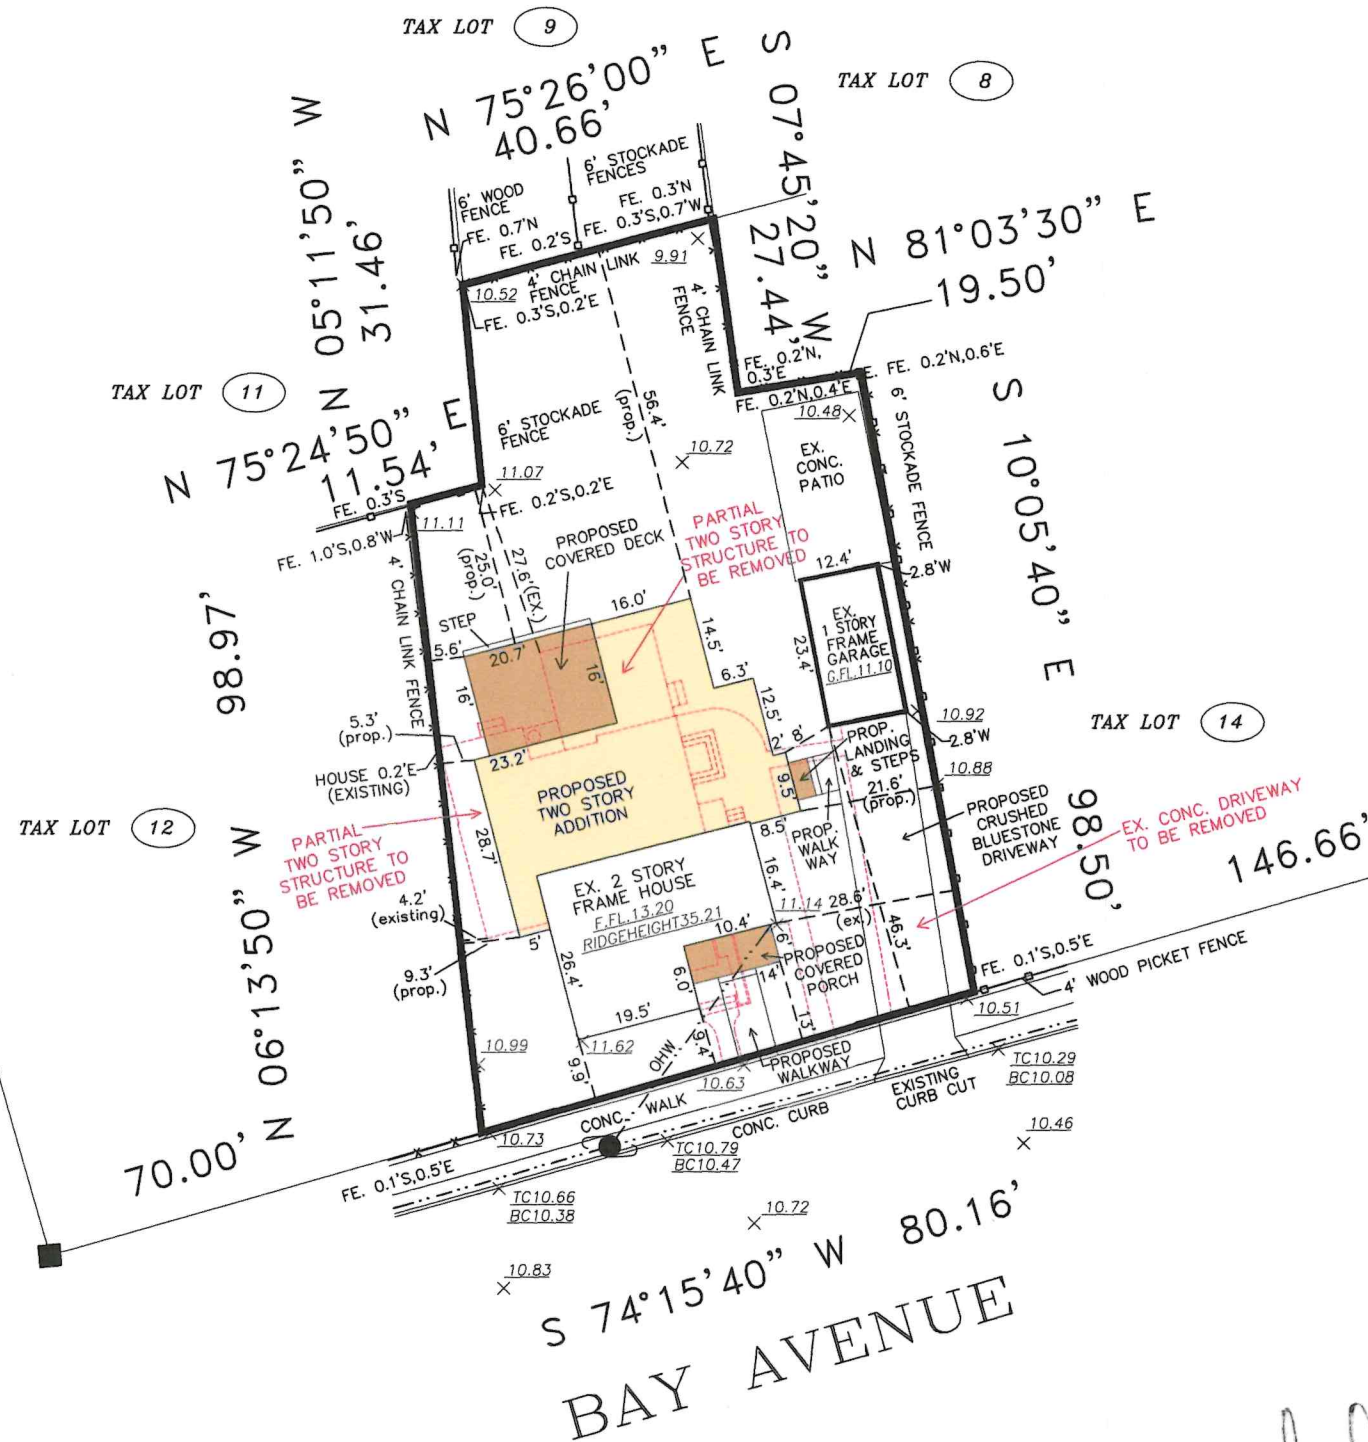 TAX LOT 9
N 75°26'00" E
40.66'
TAX LOT 8
S 07°45'20" W
27.44'
N 05°11'50" W
31.46'
6' WOOD
FENCE
6' STOCKADE
FENCES
FE. 0.7'N
FE. 0.2'S
FE. 0.3'N
FE. 0.3'S,0.7'W
N 81°03'30" E
19.50'
9.91
10.52
4' CHAIN LINK
FENCE
FE. 0.3'S,0.2'E
4' CHAIN LINK
FENCE
FE. 0.2'N,
0.3'E
FE. 0.2'N,0.4'E
FE. 0.2'N,0.6'E
TAX LOT 11
N 75°24'50" E
11.54'
6' STOCKADE
FENCE
56.4'
(prop.)
10.48
6' STOCKADE FENCE
S 10°05'40" E
98.50'
EX.
CONC.
PATIO
10.72
11.07
FE. 0.3'S
FE. 0.2'S,0.2'E
11.11
FE. 1.0'S,0.8'W
4' CHAIN LINK FENCE
25.0'
(prop.)
27.6'(EX.)
PROPOSED
COVERED DECK
PARTIAL
TWO STORY
STRUCTURE TO
BE REMOVED
12.4'
2.8'W
98.97'
N 06°13'50" W
STEP
16.0'
5.6'
20.7'
16'
16'
14.5'
6.3'
12.5'
23.4'
EX.
1 STORY
FRAME
GARAGE
G.FL.11.10
10.92
2.8'W
TAX LOT 14
5.3'
(prop.)
2'
8'
PROP.
LANDING
& STEPS
HOUSE 0.2'E
(EXISTING)
23.2'
10.88
21.6'
(prop.)
9.5'
PROPOSED
TWO STORY
ADDITION
PROPOSED
CRUSHED
BLUESTONE
DRIVEWAY
EX. CONC. DRIVEWAY
TO BE REMOVED
TAX LOT 12
PARTIAL
TWO STORY
STRUCTURE TO
BE REMOVED
28.7'
8.5'
PROP.
WALK
WAY
146.66'
EX. 2 STORY
FRAME HOUSE
F.FL.13.20
RIDGEHEIGHT35.21
16.4'
11.14
28.6'
(ex.)
46.3'
4.2'
(existing)
5'
10.4'
6'
9.3'
(prop.)
26.4'
6.0'
14'
PROPOSED
COVERED
PORCH
FE. 0.1'S,0.5'E
4' WOOD PICKET FENCE
19.5'
13'
10.51
10.99
11.62
OHW
9.4'
9.9'
PROPOSED
WALKWAY
10.63
TC10.29
BC10.08
EXISTING
CURB CUT
CONC. WALK
CONC. CURB
10.73
70.00'
10.46
TC10.79
BC10.47
FE. 0.1'S,0.5'E
TC10.66
BC10.38
10.72
10.83
S 74°15'40" W 80.16'
BAY AVENUE